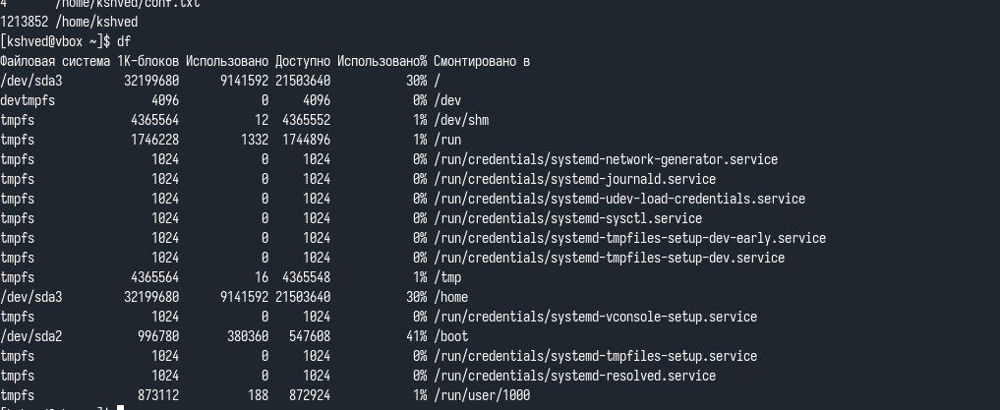 4 /home/kshved/conf.txt
1213852 /home/kshved
[kshved@vbox ~]$ df
Файловая система 1K-блоков Использовано Доступно Использовано% Смонтировано в
/dev/sda3 32199680 9141592 21503640 30% /
devtmpfs 4096 0 4096 0% /dev
tmpfs 4365564 12 4365552 1% /dev/shm
tmpfs 1746228 1332 1744896 1% /run
tmpfs 1024 0 1024 0% /run/credentials/systemd-network-generator.service
tmpfs 1024 0 1024 0% /run/credentials/systemd-journald.service
tmpfs 1024 0 1024 0% /run/credentials/systemd-udev-load-credentials.service
tmpfs 1024 0 1024 0% /run/credentials/systemd-sysctl.service
tmpfs 1024 0 1024 0% /run/credentials/systemd-tmpfiles-setup-dev-early.service
tmpfs 1024 0 1024 0% /run/credentials/systemd-tmpfiles-setup-dev.service
tmpfs 4365564 16 4365548 1% /tmp
/dev/sda3 32199680 9141592 21503640 30% /home
tmpfs 1024 0 1024 0% /run/credentials/systemd-vconsole-setup.service
/dev/sda2 996780 380360 547608 41% /boot
tmpfs 1024 0 1024 0% /run/credentials/systemd-tmpfiles-setup.service
tmpfs 1024 0 1024 0% /run/credentials/systemd-resolved.service
tmpfs 873112 188 872924 1% /run/user/1000